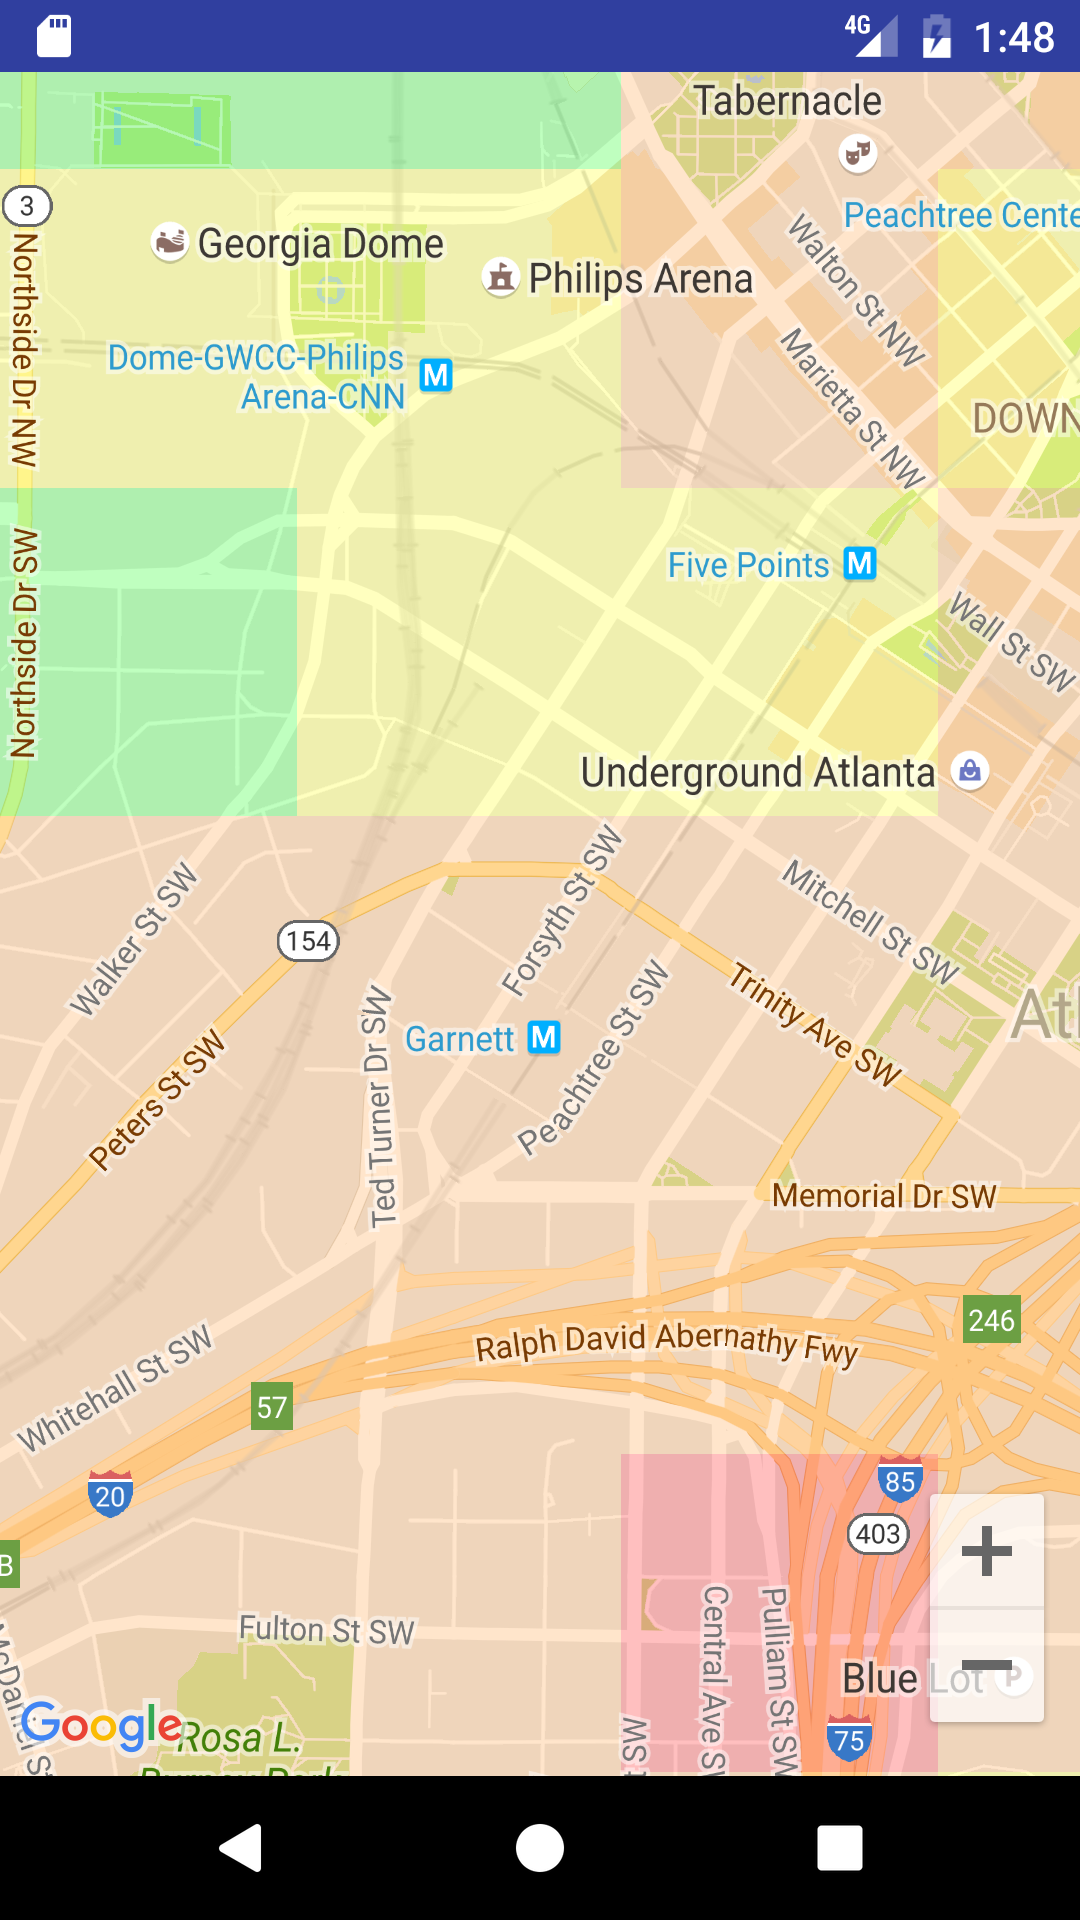 4G
1:48
Tabernacle
3
Peachtree Cente
Georgia Dome
Philips Arena
Walton St NW
Northside Dr NW
Dome-GWCC-Philips
Arena-CNN
M
Marietta St NW
DOWN
Five Points M
Northside Dr SW
Wall St SW
Underground Atlanta
Walker St SW
Forsyth St SW
Mitchell St SW
154
Trinity Ave SW
Atl
Ted Turner Dr SW
Garnett M
Peachtree St SW
Peters St SW
Memorial Dr SW
246
Ralph David Abernathy Fwy
Whitehall St SW
57
20
85
403
B
+
Central Ave S
Pulliam St SW
Fulton St SW
McDaniel St
Blue Lot P
−
Google
Rosa L.
MS t
75